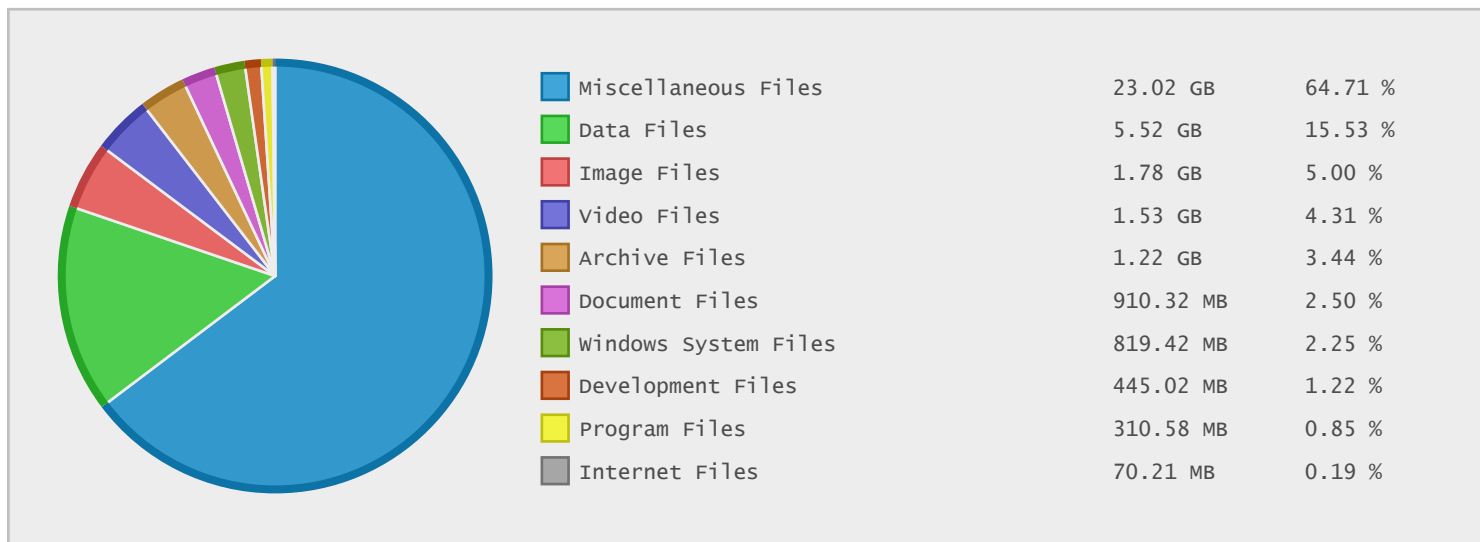 Miscellaneous Files 23.02 GB 64.71 %
Data Files 5.52 GB 15.53 %
Image Files 1.78 GB 5.00 %
Video Files 1.53 GB 4.31 %
Archive Files 1.22 GB 3.44 %
Document Files 910.32 MB 2.50 %
Windows System Files 819.42 MB 2.25 %
Development Files 445.02 MB 1.22 %
Program Files 310.58 MB 0.85 %
Internet Files 70.21 MB 0.19 %